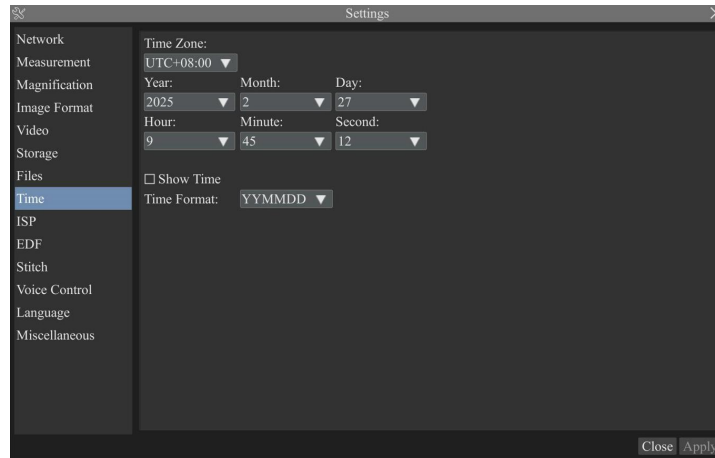 Settings
Network
Measurement
Magnification
Image Format
Video
Storage
Files
Time
ISP
EDF
Stitch
Voice Control
Language
Miscellaneous
Time Zone:
UTC+08:00
Year: Month: Day:
2025 2 27
Hour: Minute: Second:
9 45 12
Show Time
Time Format: YYMMDD
Close Apply